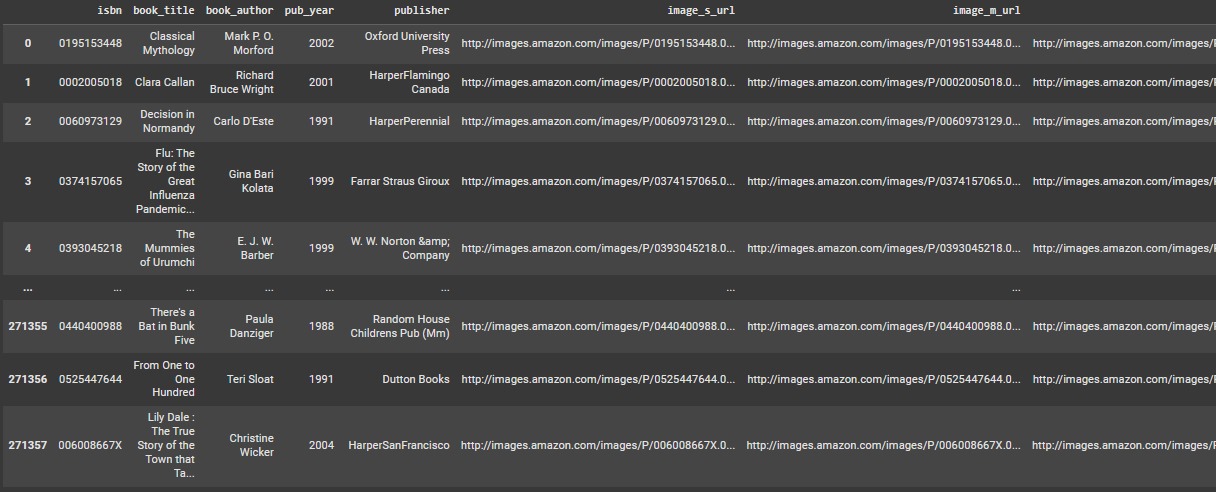 isbn book_title book_author pub_year publisher image_s_url image_m_url
0 0195153448 Classical Mythology Mark P. O. Morford 2002 Oxford University Press http://images.amazon.com/images/P/0195153448.0... http://images.amazon.com/images/P/0195153448.0... http://images.amazon.com/images/
1 0002005018 Clara Callan Richard Bruce Wright 2001 HarperFlamingo Canada http://images.amazon.com/images/P/0002005018.0... http://images.amazon.com/images/P/0002005018.0... http://images.amazon.com/images/
2 0060973129 Decision in Normandy Carlo D'Este 1991 HarperPerennial http://images.amazon.com/images/P/0060973129.0... http://images.amazon.com/images/P/0060973129.0... http://images.amazon.com/images/
3 0374157065 Flu: The Story of the Great Influenza Pandemic... Gina Bari Kolata 1999 Farrar Straus Giroux http://images.amazon.com/images/P/0374157065.0... http://images.amazon.com/images/P/0374157065.0... http://images.amazon.com/images/
4 0393045218 The Mummies of Urumchi E. J. W. Barber 1999 W. W. Norton &amp; Company http://images.amazon.com/images/P/0393045218.0... http://images.amazon.com/images/P/0393045218.0... http://images.amazon.com/images/
... ... ... ... ... ... ... ...
271355 0440400988 There's a Bat in Bunk Five Paula Danziger 1988 Random House Childrens Pub (Mm) http://images.amazon.com/images/P/0440400988.0... http://images.amazon.com/images/P/0440400988.0... http://images.amazon.com/images/
271356 0525447644 From One to One Hundred Teri Sloat 1991 Dutton Books http://images.amazon.com/images/P/0525447644.0... http://images.amazon.com/images/P/0525447644.0... http://images.amazon.com/images/
271357 006008667X Lily Dale : The True Story of the Town that Ta... Christine Wicker 2004 HarperSanFrancisco http://images.amazon.com/images/P/006008667X.0... http://images.amazon.com/images/P/006008667X.0... http://images.amazon.com/images/